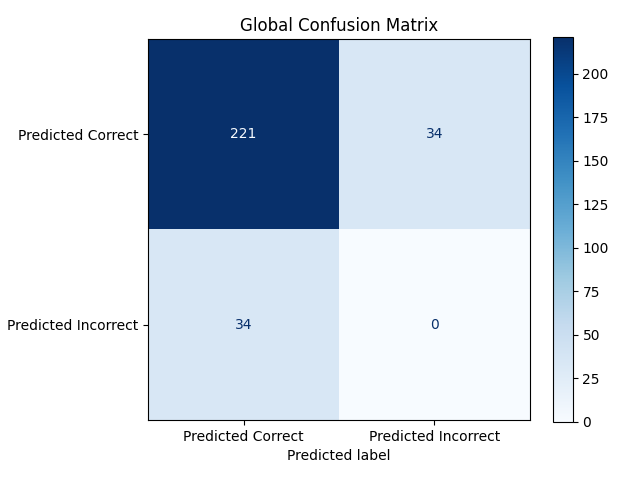 Global Confusion Matrix
Predicted Correct
221
34
Predicted Incorrect
34
0
Predicted Correct
Predicted Incorrect
Predicted label
200
175
150
125
100
75
50
25
0